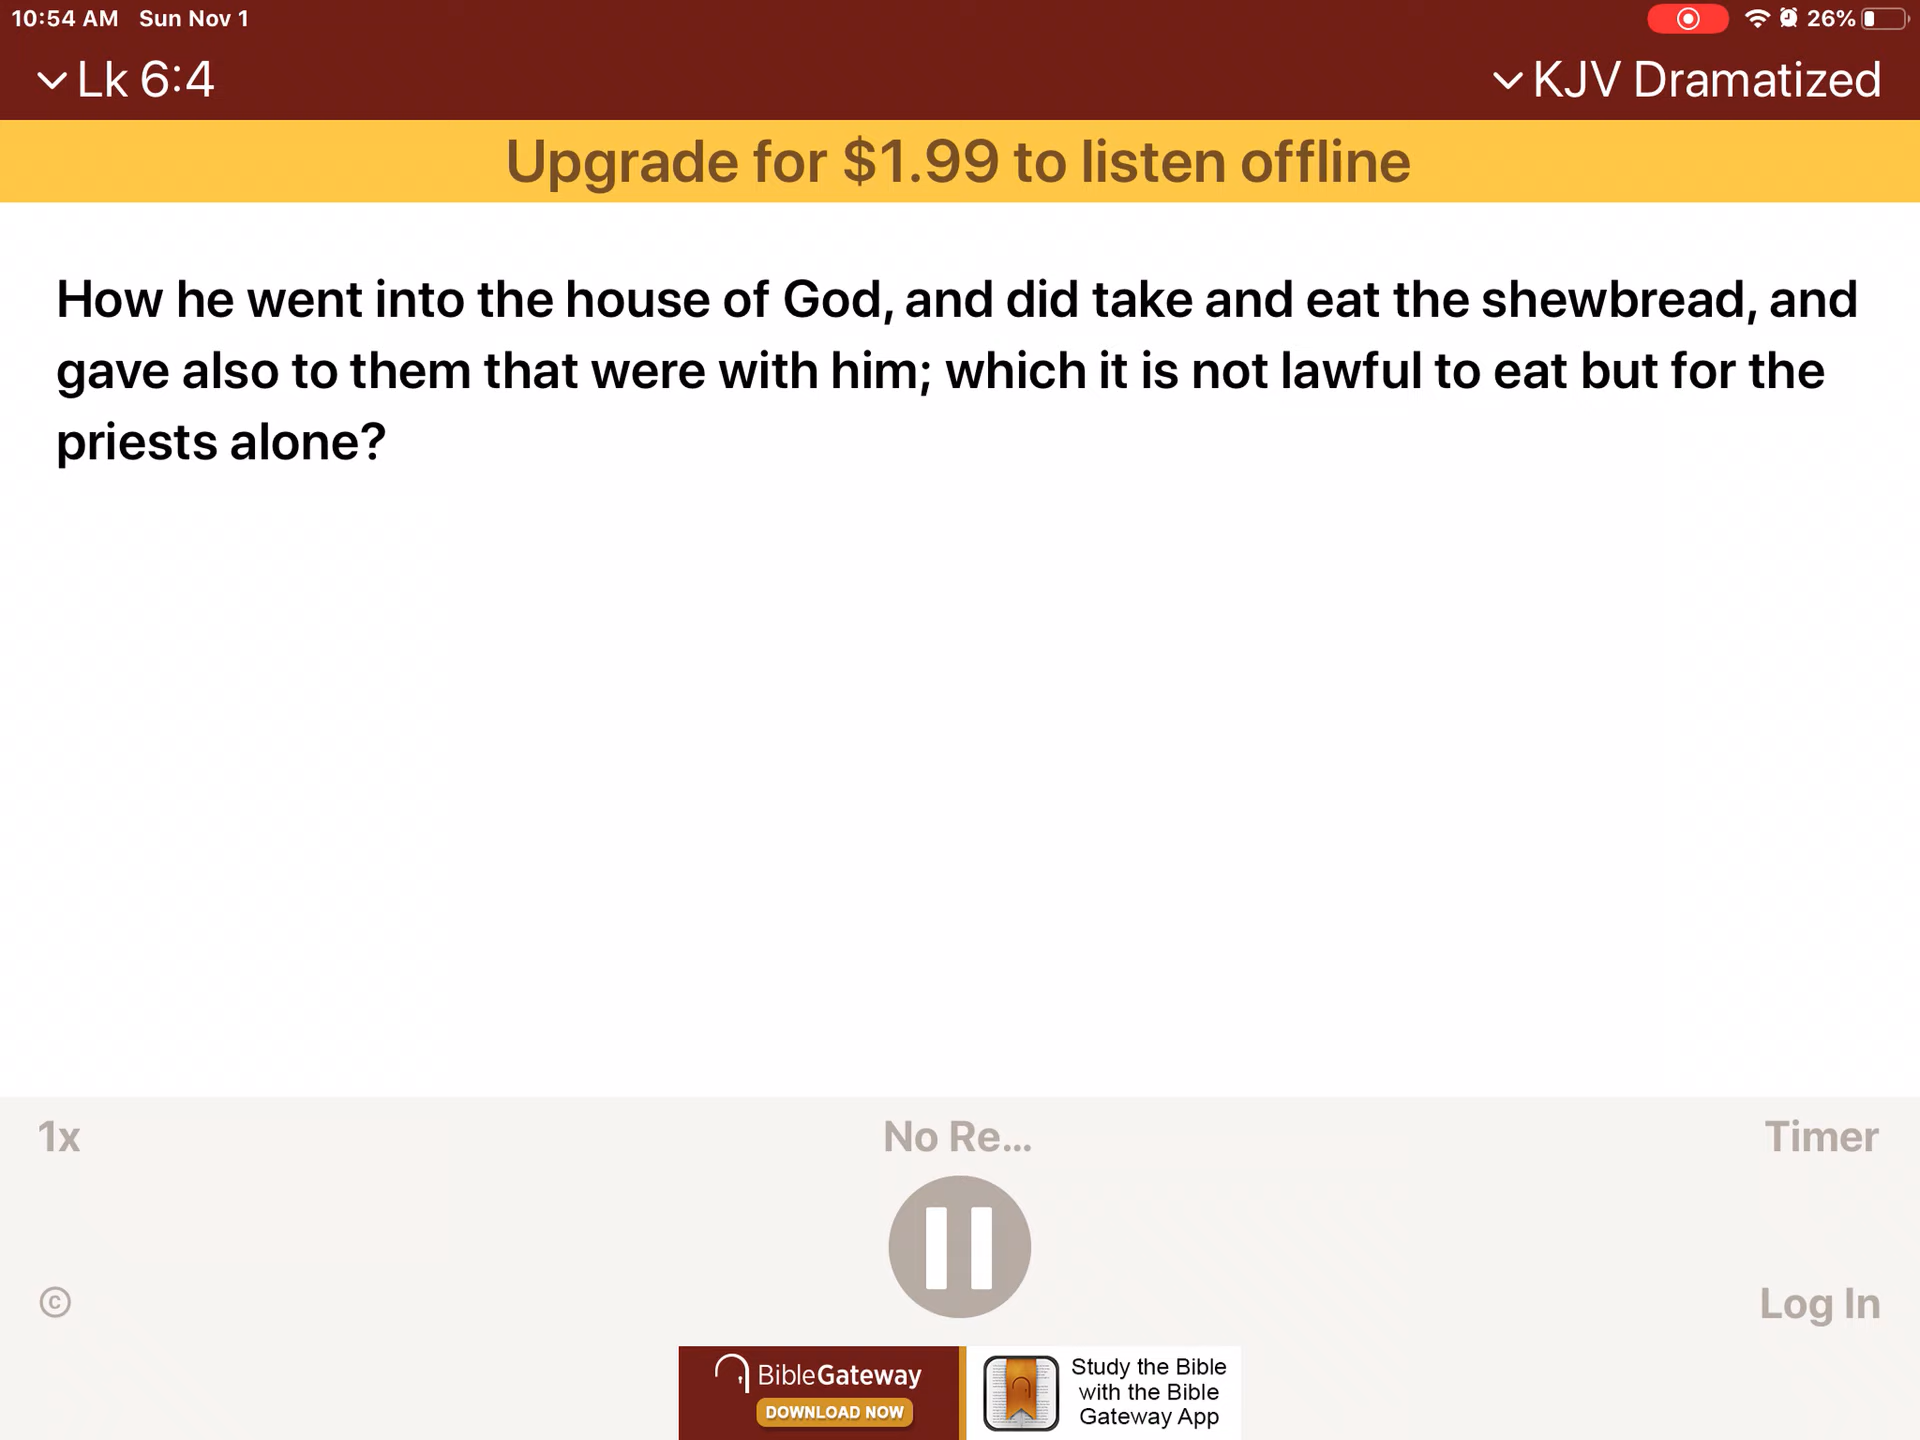 10:54 AM Sun Nov 1
26%
Lk 6:4
KJV Dramatized
Upgrade for $1.99 to listen offline
How he went into the house of God, and did take and eat the shewbread, and
gave also to them that were with him; which it is not lawful to eat but for the
priests alone?
1x
No Re...
Timer
©
Log In
BibleGateway
DOWNLOAD NOW
Study the Bible
with the Bible
Gateway App